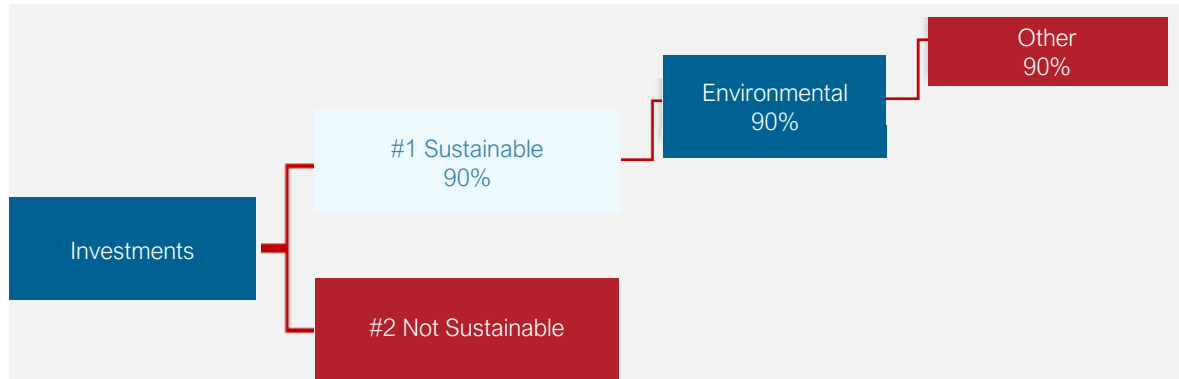 Investments
#1 Sustainable
90%
#2 Not Sustainable
Environmental
90%
Other
90%